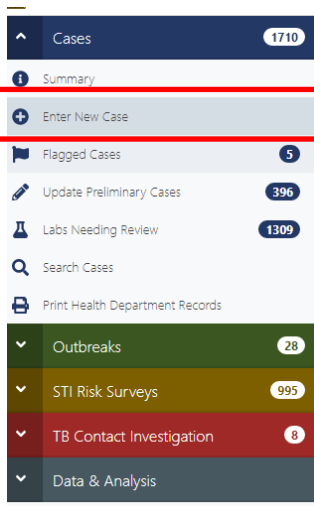 Cases 1710
Summary
Enter New Case
Flagged Cases 5
Update Preliminary Cases 396
Labs Needing Review 1309
Search Cases
Print Health Department Records
Outbreaks 28
STI Risk Surveys 995
TB Contact Investigation 8
Data & Analysis